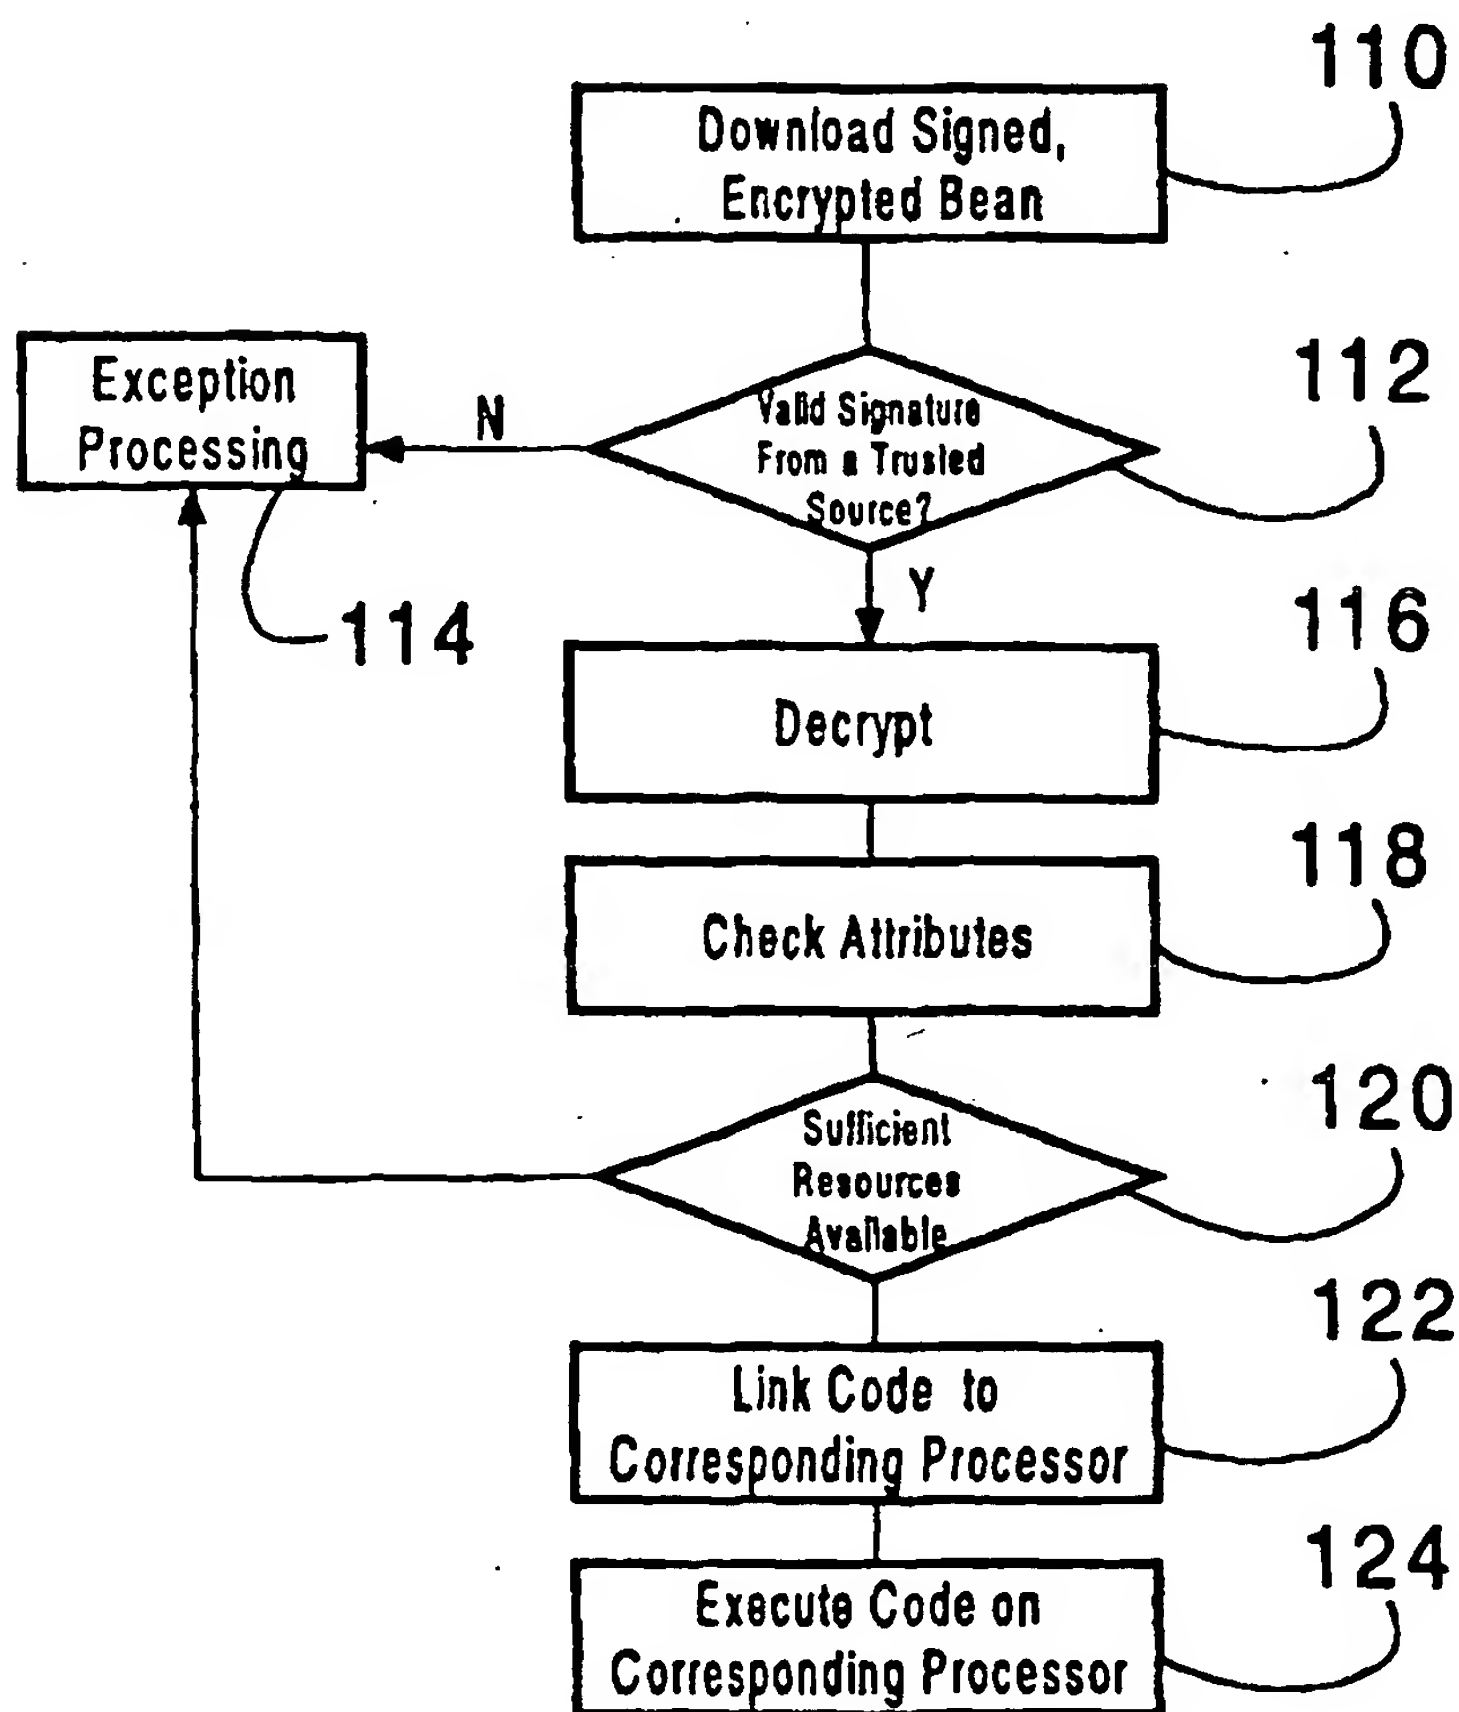 110
Download Signed,
Encrypted Bean
112
Valid Signature
From a Trusted
Source?
N
Exception
Processing
114
Y
116
Decrypt
118
Check Attributes
120
Sufficient
Resources
Available
122
Link Code to
Corresponding Processor
124
Execute Code on
Corresponding Processor